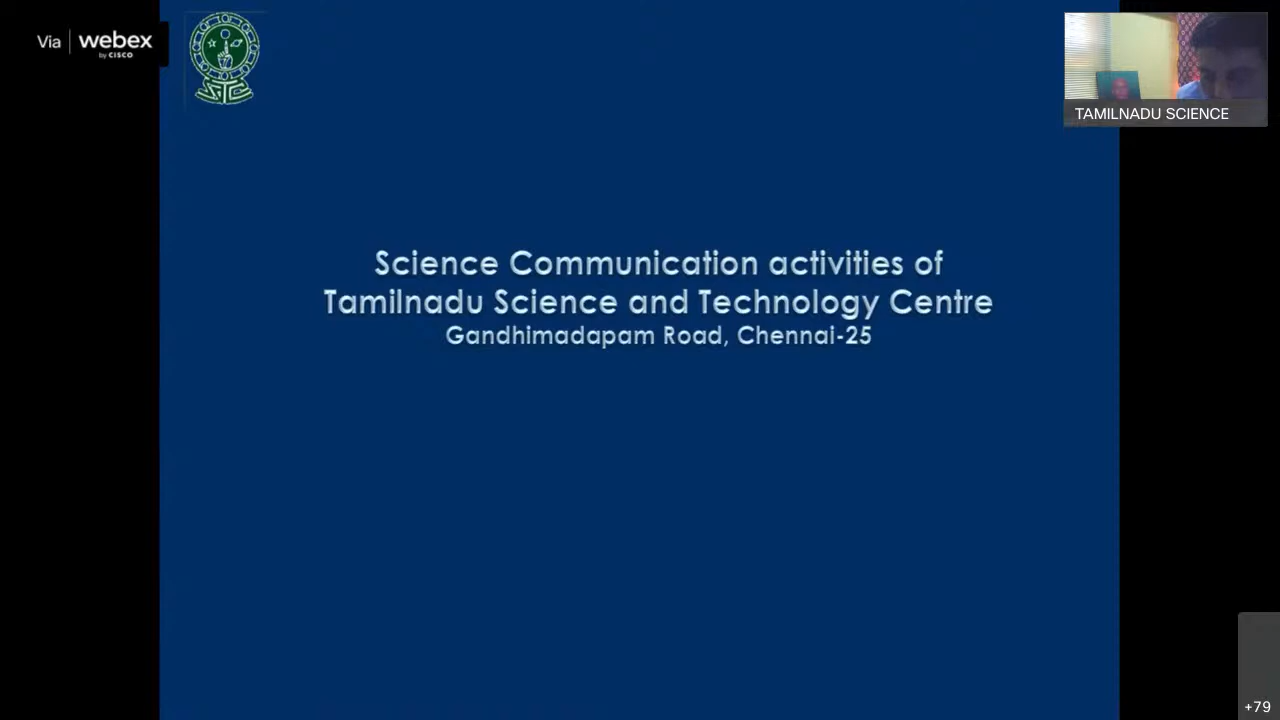 Via webex
by CISCO
TAMILNADU SCIENCE
Science Communication activities of
Tamilnadu Science and Technology Centre
Gandhimadapam Road, Chennai-25
+79